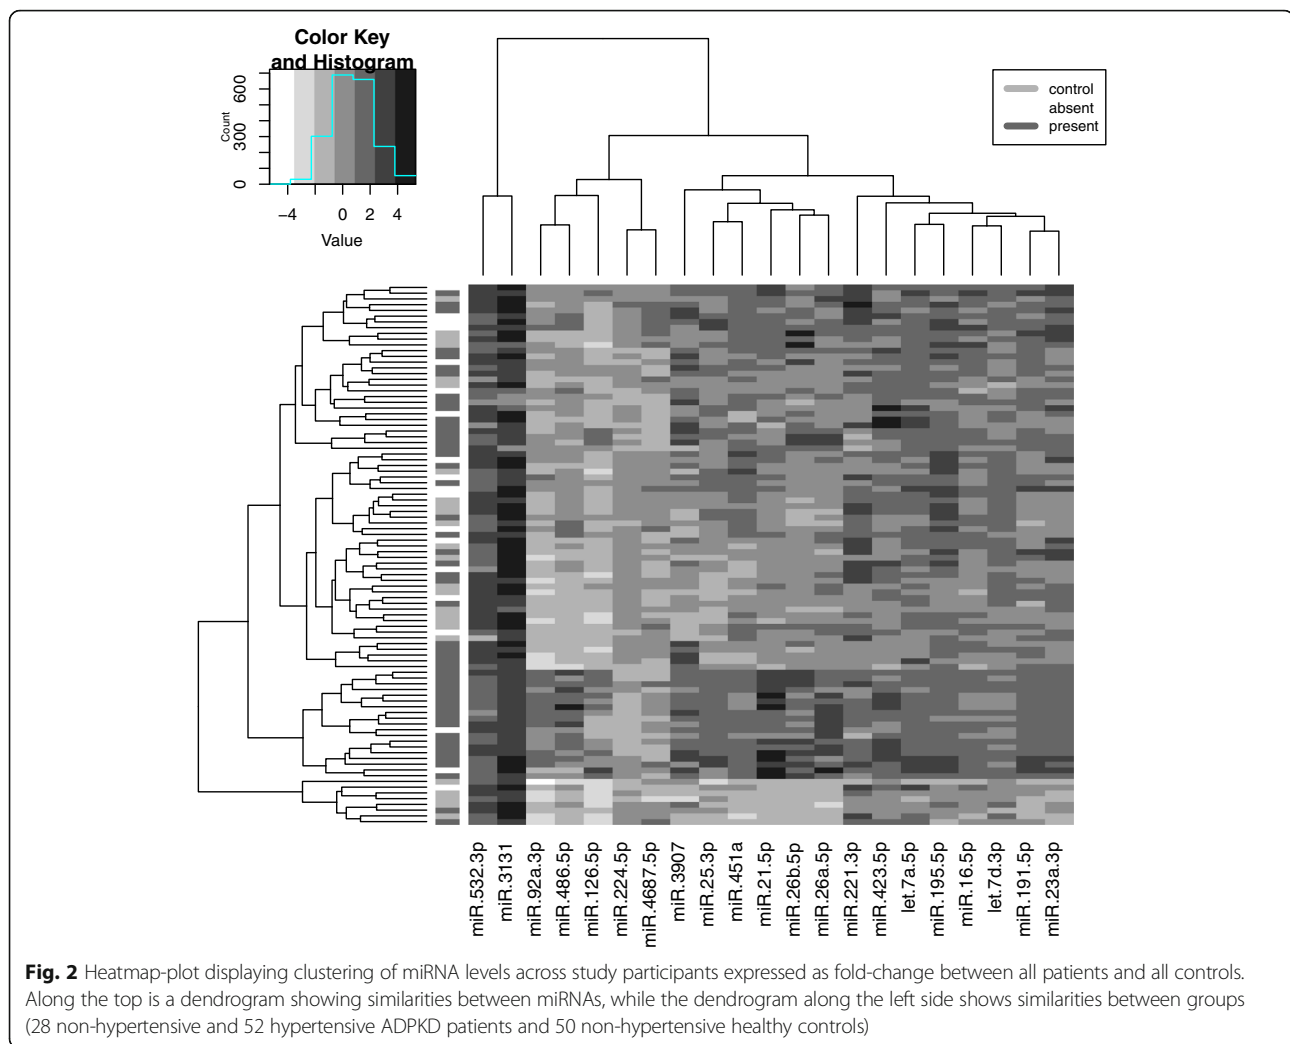 Color Key
and Histogram
Count
0 300 600
−4 0 2 4
Value
control
absent
present
miR.532.3p
miR.3131
miR.92a.3p
miR.486.5p
miR.126.5p
miR.224.5p
miR.4687.5p
miR.3907
miR.25.3p
miR.451a
miR.21.5p
miR.26b.5p
miR.26a.5p
miR.221.3p
miR.423.5p
let.7a.5p
miR.195.5p
miR.16.5p
let.7d.3p
miR.191.5p
miR.23a.3p
Fig. 2 Heatmap-plot displaying clustering of miRNA levels across study participants expressed as fold-change between all patients and all controls.
Along the top is a dendrogram showing similarities between miRNAs, while the dendrogram along the left side shows similarities between groups
(28 non-hypertensive and 52 hypertensive ADPKD patients and 50 non-hypertensive healthy controls)